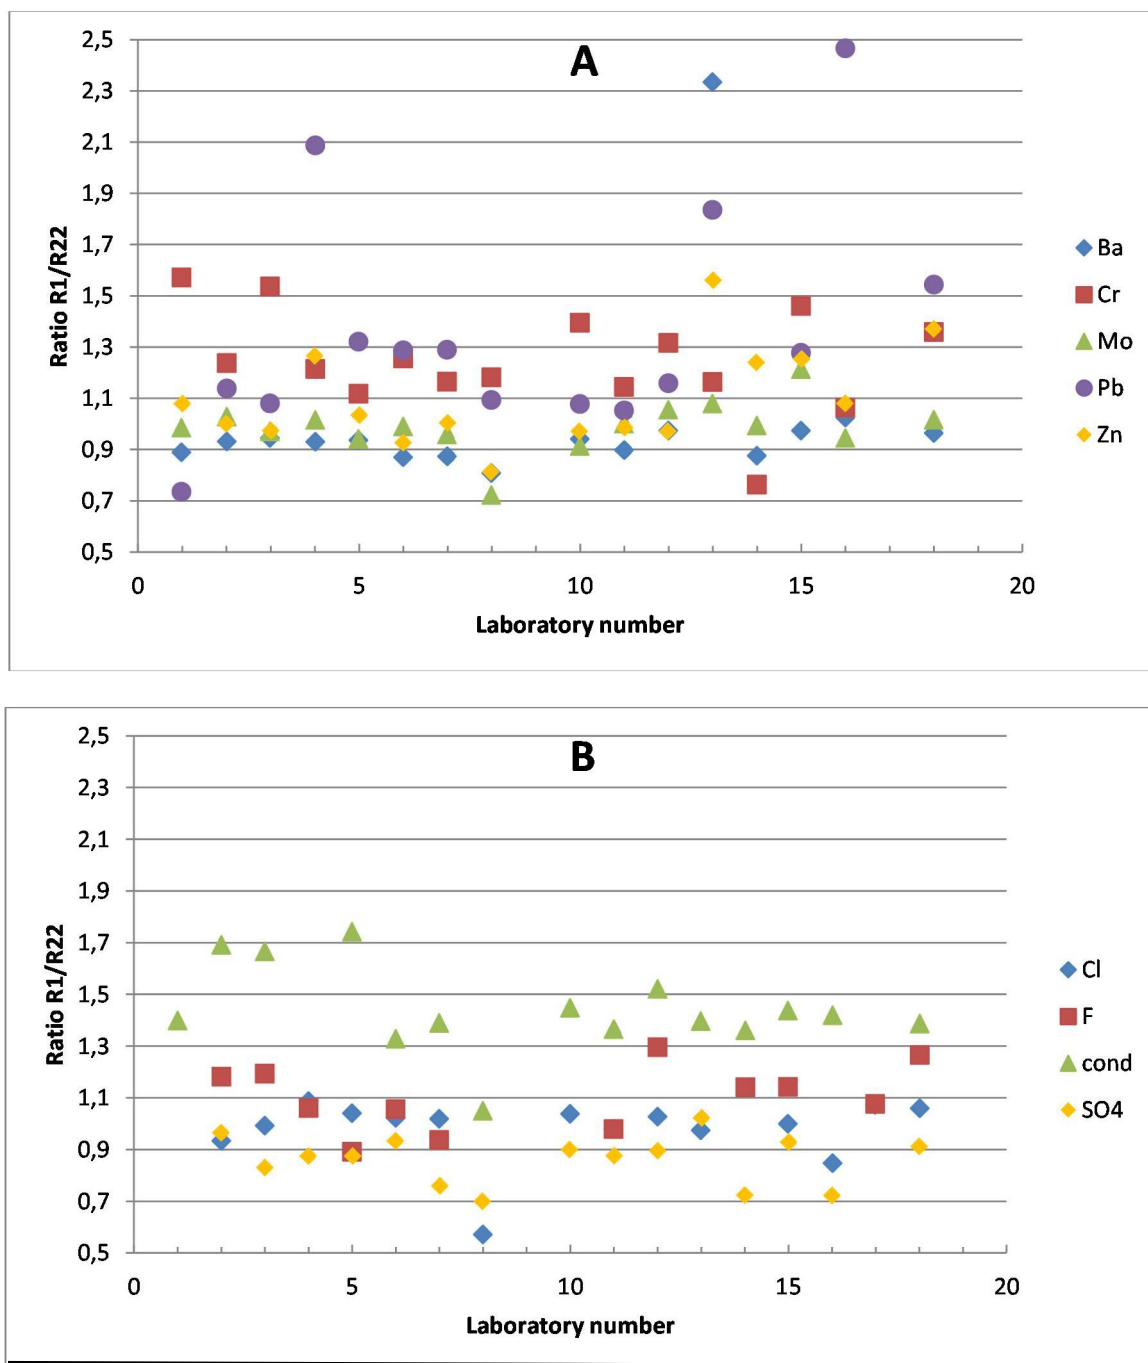 A
2,5
2,3
2,1
1,9
1,7
1,5
1,3
1,1
0,9
0,7
0,5
Ratio R1/R22
0 5 10 15 20
Laboratory number
Ba
Cr
Mo
Pb
Zn
B
2,5
2,3
2,1
1,9
1,7
1,5
1,3
1,1
0,9
0,7
0,5
Ratio R1/R22
0 5 10 15 20
Laboratory number
Cl
F
cond
SO4